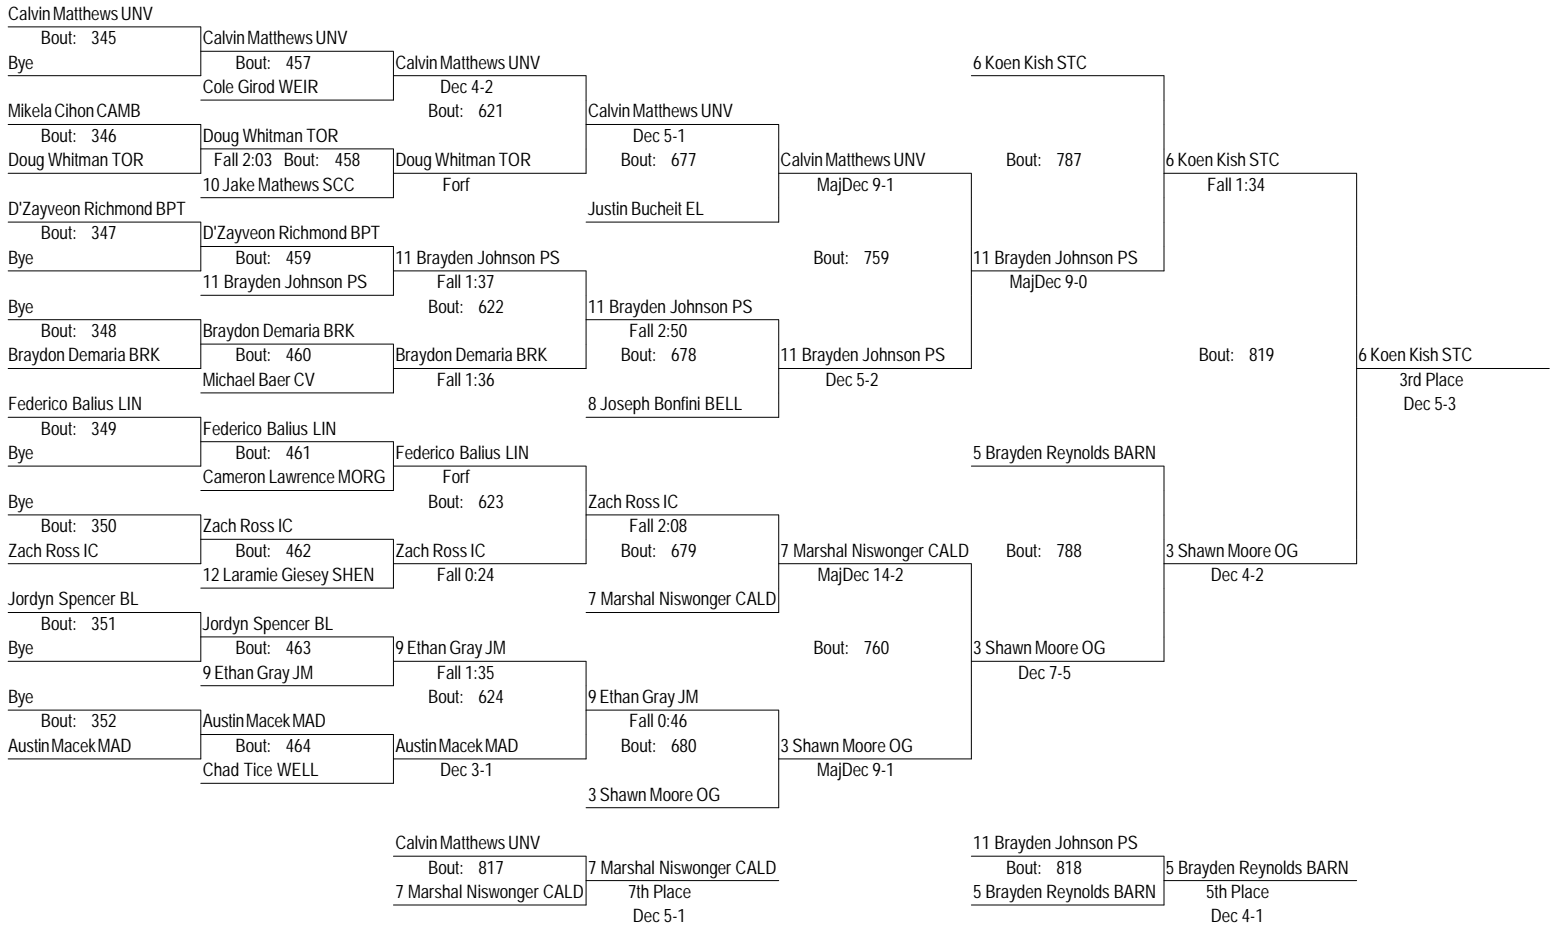 Calvin Matthews UNV
Bout: 345
Bye
Mikela Cihon CAMB
Bout: 346
Doug Whitman TOR
D'Zayveon Richmond BPT
Bout: 347
Bye
Bye
Bout: 348
Braydon Demaria BRK
Federico Balius LIN
Bout: 349
Bye
Bye
Bout: 350
Zach Ross IC
Jordyn Spencer BL
Bout: 351
Bye
Bye
Bout: 352
Austin Macek MAD
Calvin Matthews UNV
Bout: 457
Cole Girod WEIR
Doug Whitman TOR
Fall 2:03 Bout: 458
10 Jake Mathews SCC
D'Zayveon Richmond BPT
Bout: 459
11 Brayden Johnson PS
Braydon Demaria BRK
Bout: 460
Michael Baer CV
Federico Balius LIN
Bout: 461
Cameron Lawrence MORG
Zach Ross IC
Bout: 462
12 Laramie Giesey SHEN
Jordyn Spencer BL
Bout: 463
9 Ethan Gray JM
Austin Macek MAD
Bout: 464
Chad Tice WELL
Calvin Matthews UNV
Dec 4-2
Bout: 621
Doug Whitman TOR
Forf
11 Brayden Johnson PS
Fall 1:37
Bout: 622
Braydon Demaria BRK
Fall 1:36
Federico Balius LIN
Forf
Bout: 623
Zach Ross IC
Fall 0:24
9 Ethan Gray JM
Fall 1:35
Bout: 624
Austin Macek MAD
Dec 3-1
Calvin Matthews UNV
Dec 5-1
Bout: 677
Justin Bucheit EL
11 Brayden Johnson PS
Fall 2:50
Bout: 678
8 Joseph Bonfini BELL
Zach Ross IC
Fall 2:08
Bout: 679
7 Marshal Niswonger CALD
9 Ethan Gray JM
Fall 0:46
Bout: 680
3 Shawn Moore OG
Calvin Matthews UNV
MajDec 9-1
Bout: 759
11 Brayden Johnson PS
Dec 5-2
7 Marshal Niswonger CALD
MajDec 14-2
Bout: 760
3 Shawn Moore OG
MajDec 9-1
6 Koen Kish STC
Bout: 787
11 Brayden Johnson PS
MajDec 9-0
5 Brayden Reynolds BARN
Bout: 788
3 Shawn Moore OG
Dec 7-5
6 Koen Kish STC
Fall 1:34
Bout: 819
3 Shawn Moore OG
Dec 4-2
6 Koen Kish STC
3rd Place
Dec 5-3
Calvin Matthews UNV
Bout: 817
7 Marshal Niswonger CALD
7 Marshal Niswonger CALD
7th Place
Dec 5-1
11 Brayden Johnson PS
Bout: 818
5 Brayden Reynolds BARN
5 Brayden Reynolds BARN
5th Place
Dec 4-1